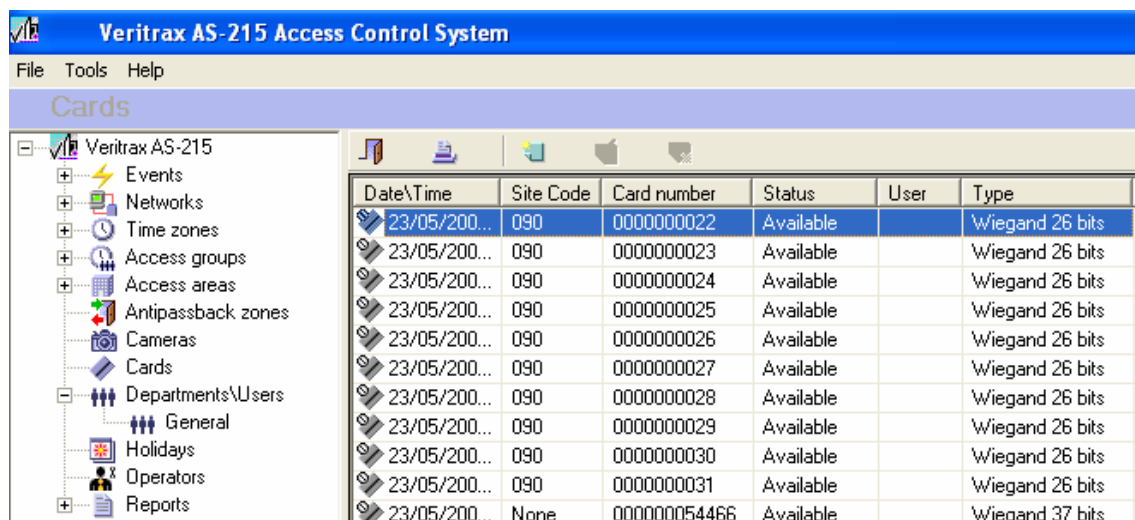 Veritrax AS-215 Access Control System
File Tools Help
Cards
Veritrax AS-215
Events
Networks
Time zones
Access groups
Access areas
Antipassback zones
Cameras
Cards
Departments\Users
General
Holidays
Operators
Reports
Date\Time Site Code Card number Status User Type
23/05/200... 090 0000000022 Available Wiegand 26 bits
23/05/200... 090 0000000023 Available Wiegand 26 bits
23/05/200... 090 0000000024 Available Wiegand 26 bits
23/05/200... 090 0000000025 Available Wiegand 26 bits
23/05/200... 090 0000000026 Available Wiegand 26 bits
23/05/200... 090 0000000027 Available Wiegand 26 bits
23/05/200... 090 0000000028 Available Wiegand 26 bits
23/05/200... 090 0000000029 Available Wiegand 26 bits
23/05/200... 090 0000000030 Available Wiegand 26 bits
23/05/200... 090 0000000031 Available Wiegand 26 bits
23/05/200... None 000000054466 Available Wiegand 37 bits